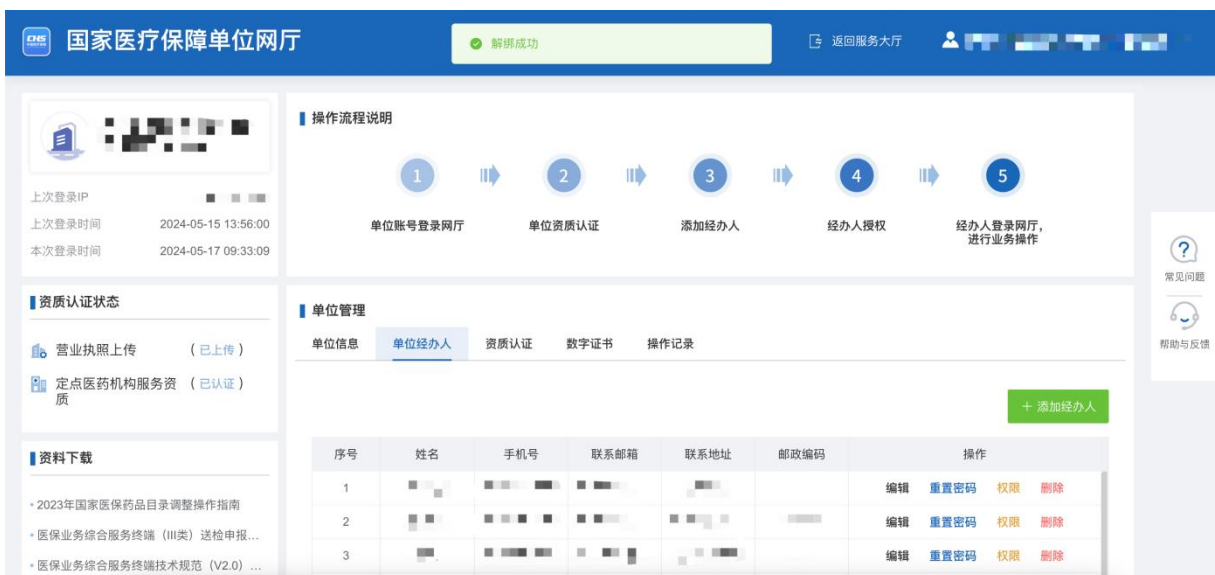 CHS
国家医疗保障单位网厅
解绑成功
返回服务大厅
上次登录IP
上次登录时间 2024-05-15 13:56:00
本次登录时间 2024-05-17 09:33:09
资质认证状态
营业执照上传 (已上传)
定点医药机构服务资 (已认证)
质
资料下载
• 2023年国家医保药品目录调整操作指南
• 医保业务综合服务终端（III类）送检申报...
• 医保业务综合服务终端技术规范（V2.0）...
操作流程说明
1 2 3 4 5
单位账号登录网厅 单位资质认证 添加经办人 经办人授权 经办人登录网厅，
进行业务操作
单位管理
单位信息 单位经办人 资质认证 数字证书 操作记录
+ 添加经办人
序号 姓名 手机号 联系邮箱 联系地址 邮政编码 操作
1 编辑 重置密码 权限 删除
2 编辑 重置密码 权限 删除
3 编辑 重置密码 权限 删除
常见问题
帮助与反馈